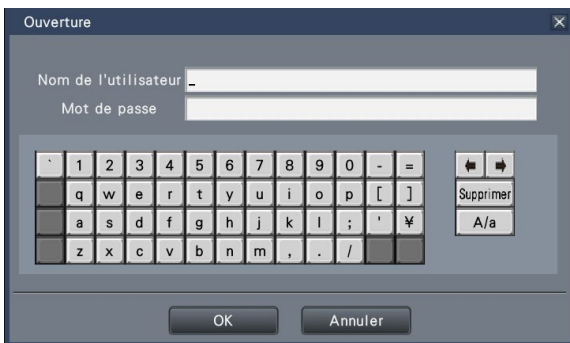 Ouverture
Nom de l'utilisateur
Mot de passe
` 1 2 3 4 5 6 7 8 9 0 - =
q w e r t y u i o p [ ] Supprimer
a s d f g h j k l ; ' ¥ A/a
z x c v b n m , . /
OK Annuler